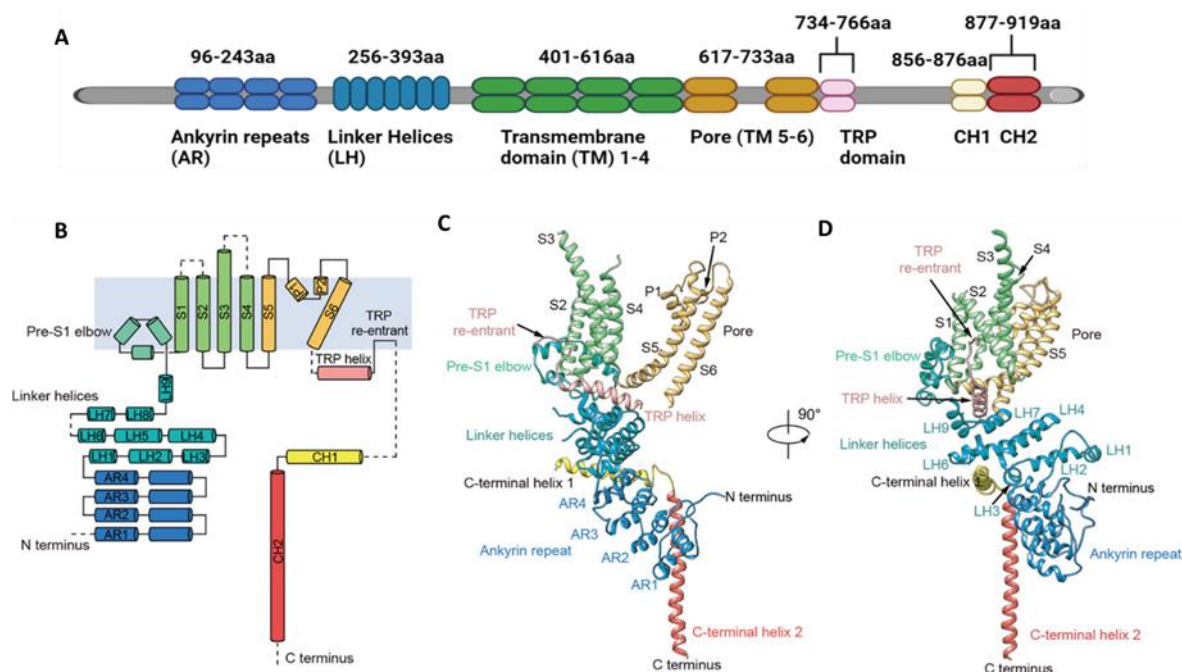 A
96-243aa
256-393aa
401-616aa
617-733aa
734-766aa
856-876aa
877-919aa
Ankyrin repeats
(AR)
Linker Helices
(LH)
Transmembrane
domain (TM) 1-4
Pore (TM 5-6)
TRP
domain
CH1
CH2
B
S1
S2
S3
S4
S5
P1
P2
S6
TRP
re-entrant
Pre-S1 elbow
TRP helix
LH9
Linker helices
LH7
LH8
LH6
LH5
LH4
LH1
LH2
LH3
AR4
AR3
AR2
AR1
N terminus
CH1
CH2
C terminus
C
S3
P2
S2
S4
P1
TRP
re-entrant
Pore
Pre-S1 elbow
S5
S6
TRP helix
Linker helices
C-terminal helix 1
AR4
N terminus
AR3
Ankyrin repeat
AR2
AR1
C-terminal helix 2
C terminus
90°
D
TRP
re-entrant
S3
S4
S2
S1
Pore
Pre-S1 elbow
S5
TRP helix
LH7
LH4
LH9
Linker helices
LH1
LH6
LH2
C-terminal helix
N terminus
LH3
Ankyrin repeat
C-terminal helix 2
C terminus